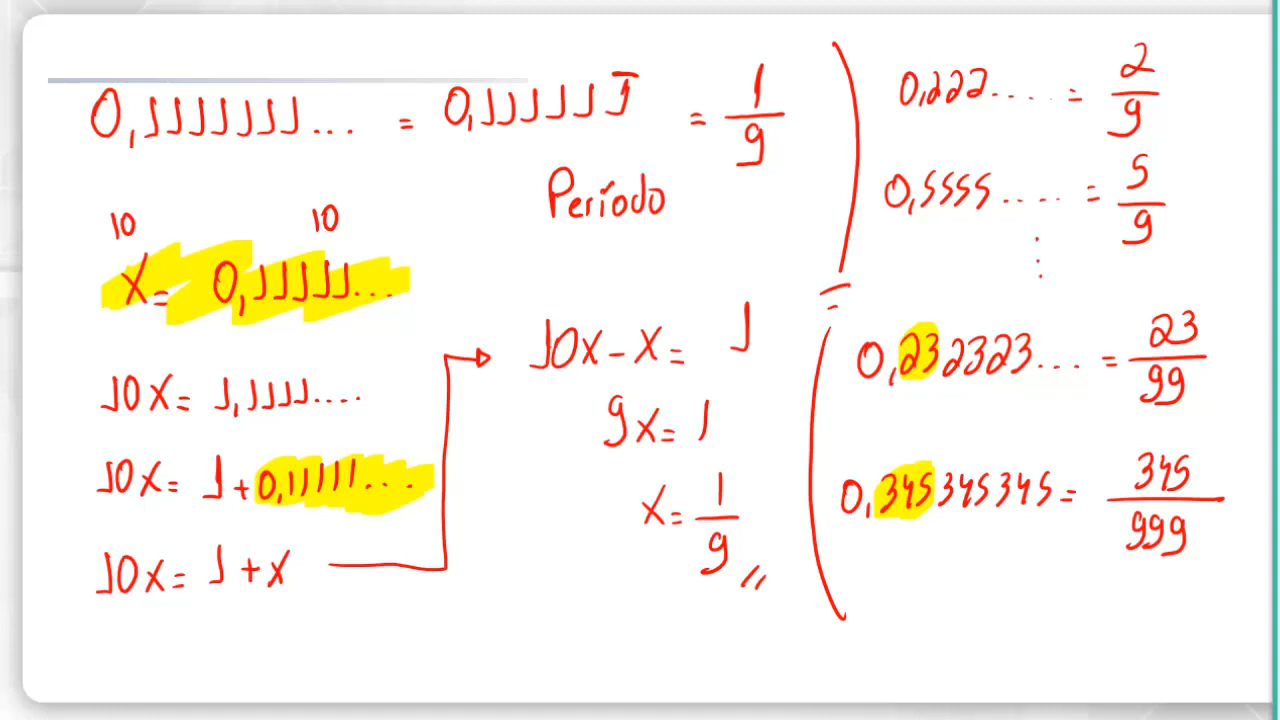 0,1111111... = 0,111111̅ = 1/9
Período
10 10
x = 0,11111...
10x = 1,1111....
10x = 1 + 0,11111...
10x = 1 + x
10x - x = 1
9x = 1
x = 1/9 //
0,222.... = 2/9
0,5555.... = 5/9
⋮
0,232323... = 23/99
0,345345345 = 345/999